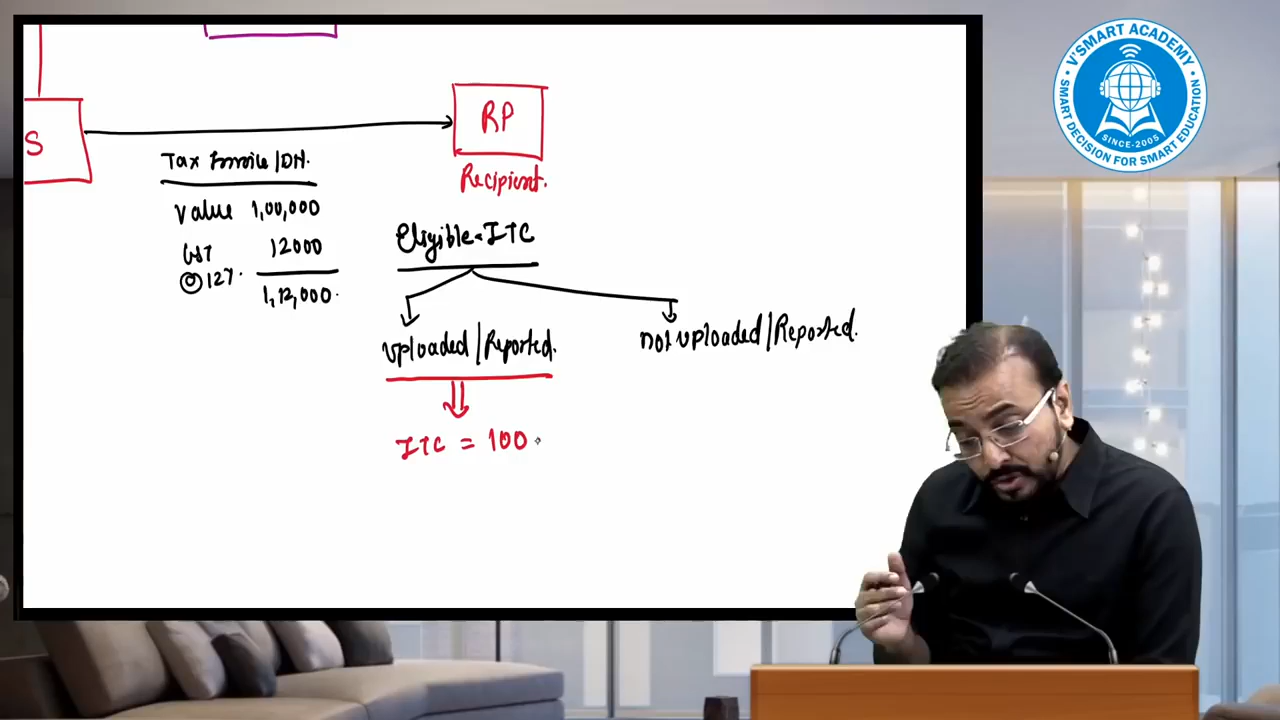 V'SMART ACADEMY
SMART DECISION FOR SMART EDUCATION
SINCE-2005
S
RP
Recipient.
Tax Invoice/DN.
Value 1,00,000
GST 12000
@ 12%.
1,12,000.
Eligible ITC
Uploaded/Reported.
not uploaded/Reported.
ITC = 100